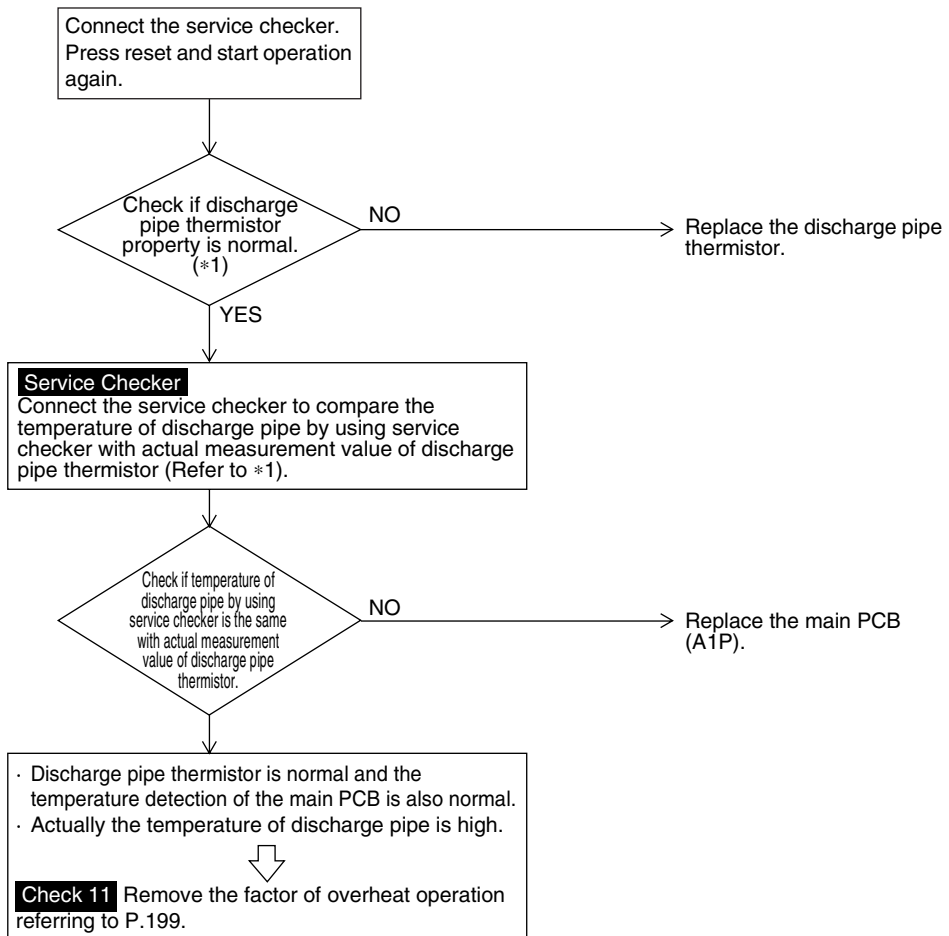 Connect the service checker.
Press reset and start operation
again.
Check if discharge
pipe thermistor
property is normal.
(*1)
NO
Replace the discharge pipe
thermistor.
YES
Service Checker
Connect the service checker to compare the
temperature of discharge pipe by using service
checker with actual measurement value of discharge
pipe thermistor (Refer to *1).
Check if temperature of
discharge pipe by using
service checker is the same
with actual measurement
value of discharge pipe
thermistor.
NO
Replace the main PCB
(A1P).
· Discharge pipe thermistor is normal and the
temperature detection of the main PCB is also normal.
· Actually the temperature of discharge pipe is high.
Check 11 Remove the factor of overheat operation
referring to P.199.